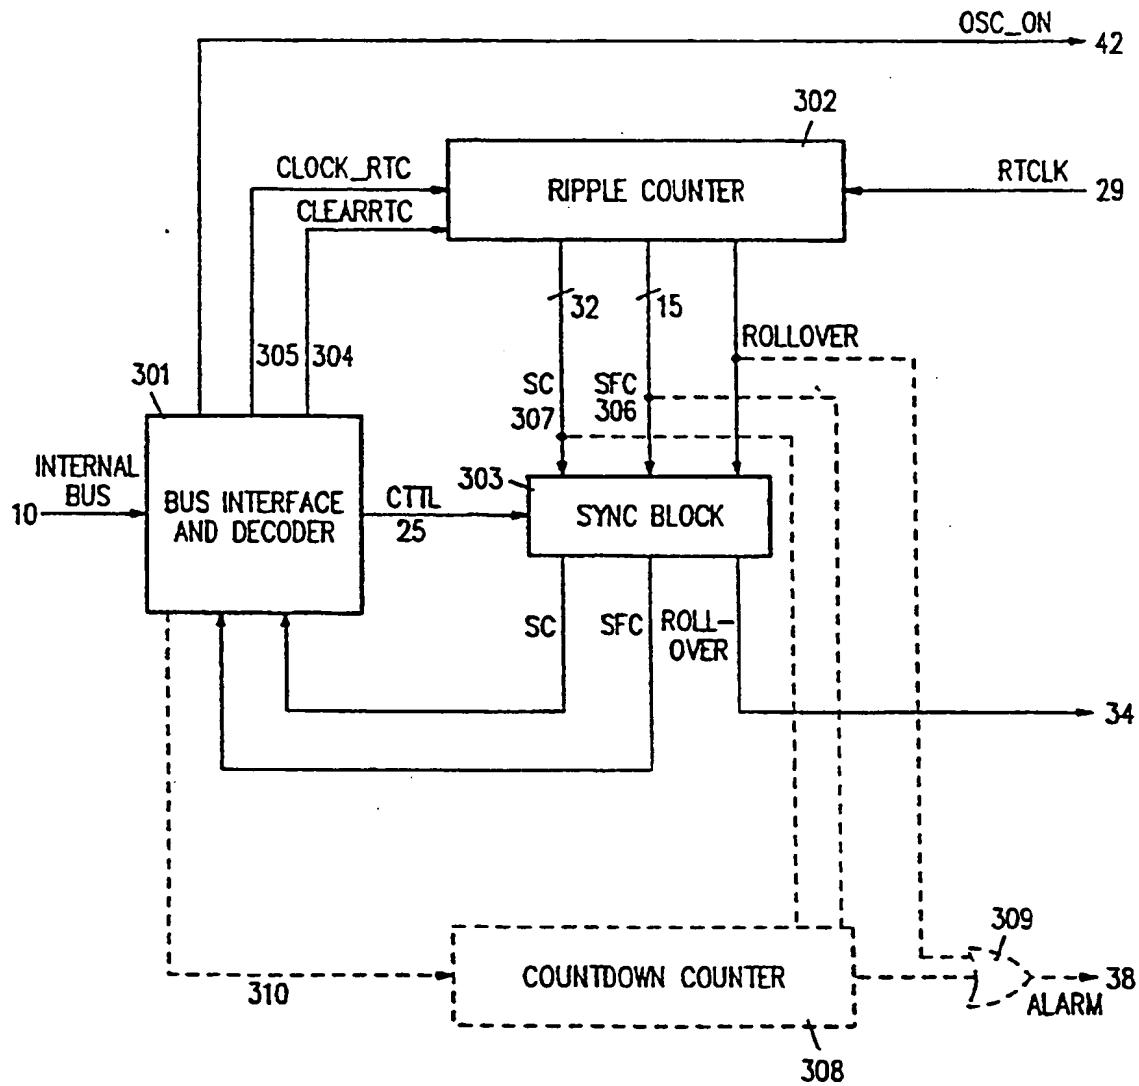 OSC_ON
42
302
CLOCK_RTC
RIPPLE COUNTER
RTCLK
29
CLEARRTC
32
15
ROLLOVER
305
304
301
SC
307
SFC
306
INTERNAL
BUS
10
BUS INTERFACE
AND DECODER
CTTL
25
303
SYNC BLOCK
SC
SFC
ROLL-
OVER
34
309
COUNTDOWN COUNTER
310
38
ALARM
308